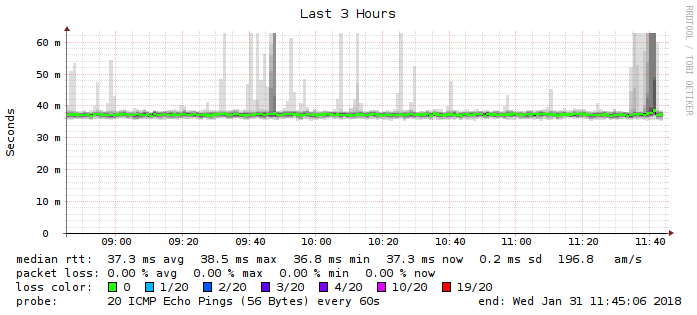 Last 3 Hours
RRDTOOL / TOBI OETIKER
Seconds
60 m
50 m
40 m
30 m
20 m
10 m
0
09:00 09:20 09:40 10:00 10:20 10:40 11:00 11:20 11:40
median rtt: 37.3 ms avg 38.5 ms max 36.8 ms min 37.3 ms now 0.2 ms sd 196.8 am/s
packet loss: 0.00 % avg 0.00 % max 0.00 % min 0.00 % now
loss color: 0 1/20 2/20 3/20 4/20 10/20 19/20
probe: 20 ICMP Echo Pings (56 Bytes) every 60s end: Wed Jan 31 11:45:06 2018